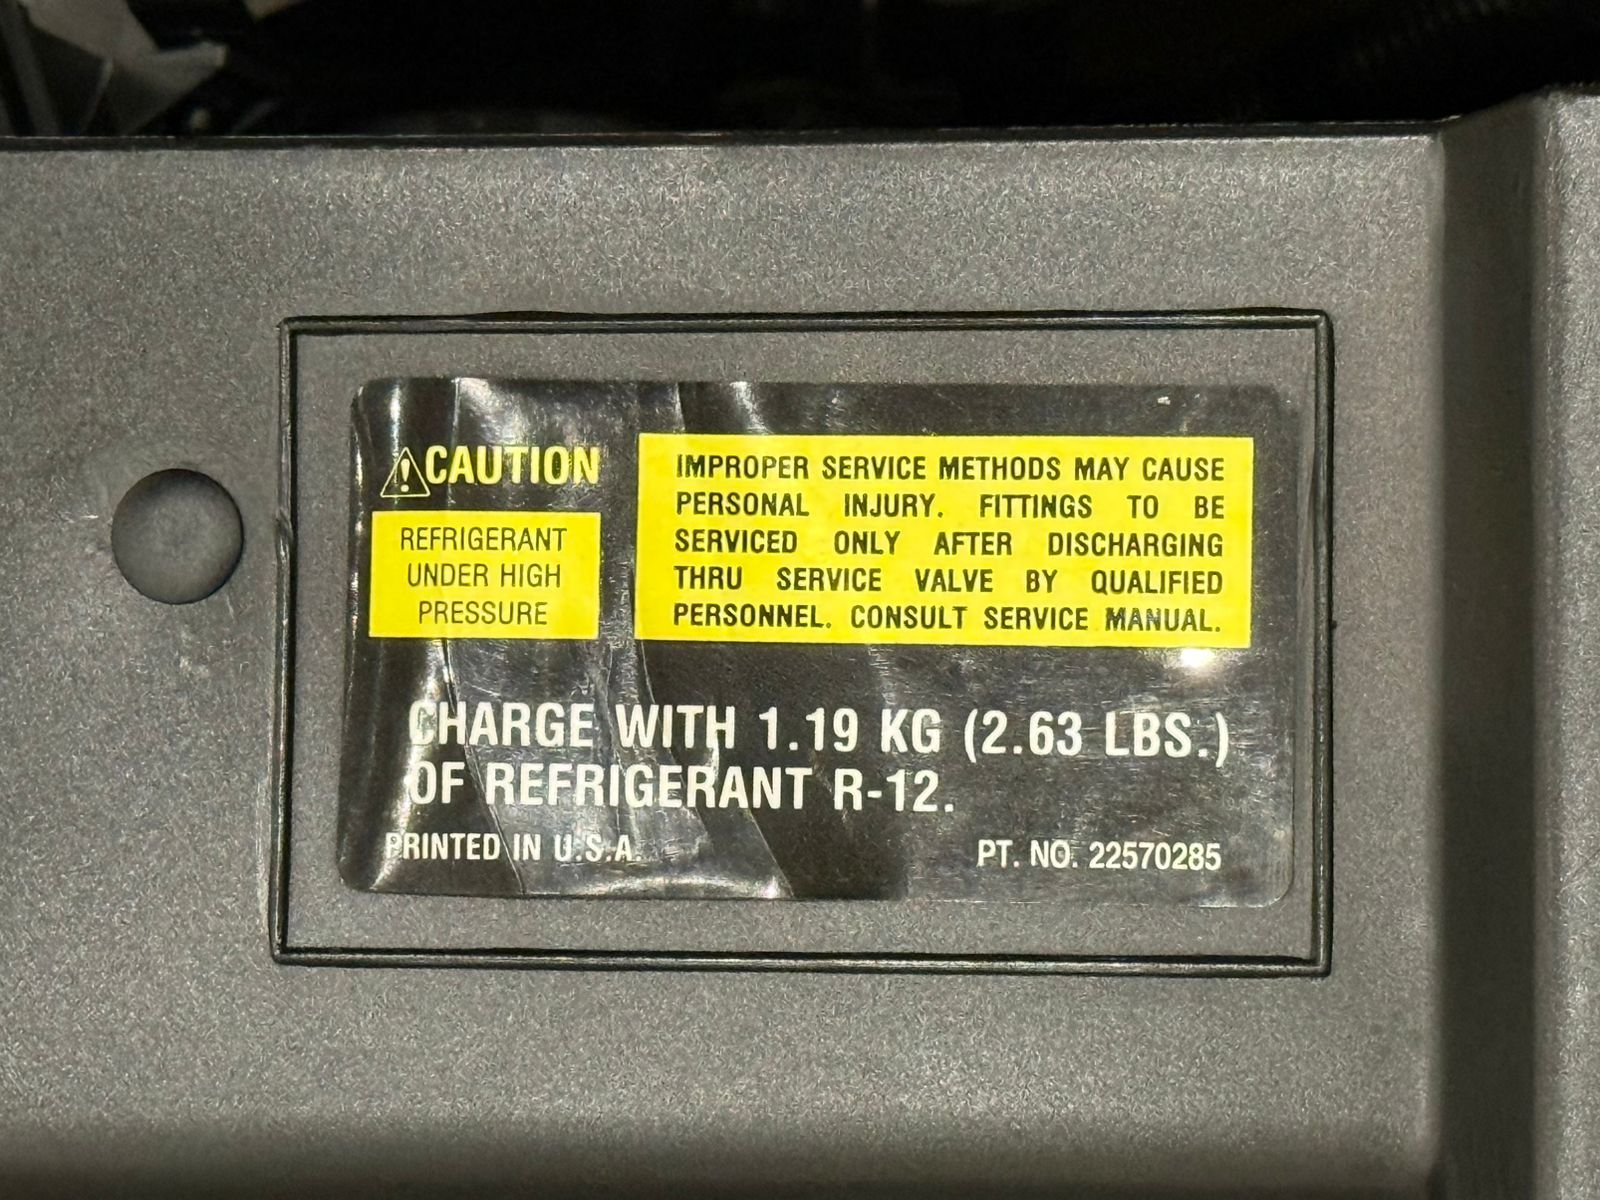 CAUTION
REFRIGERANT
UNDER HIGH
PRESSURE
IMPROPER SERVICE METHODS MAY CAUSE
PERSONAL INJURY. FITTINGS TO BE
SERVICED ONLY AFTER DISCHARGING
THRU SERVICE VALVE BY QUALIFIED
PERSONNEL. CONSULT SERVICE MANUAL.
CHARGE WITH 1.19 KG (2.63 LBS.)
OF REFRIGERANT R-12.
PRINTED IN U.S.A.
PT. NO. 22570285